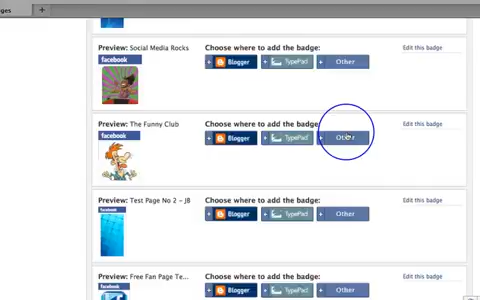 ges
Preview: Social Media Rocks
Choose where to add the badge:
Edit this badge
facebook
Blogger
TypePad
Other
Preview: The Funny Club
Choose where to add the badge:
Edit this badge
facebook
Blogger
TypePad
Other
Preview: Test Page No 2 - JB
Choose where to add the badge:
Edit this badge
facebook
Blogger
TypePad
Other
Preview: Free Fan Page Te...
Choose where to add the badge:
Edit this badge
facebook
Blogger
TypePad
Other